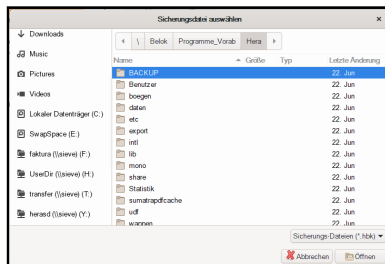 Sicherungsdatei auswählen ×
Downloads
Music
Pictures
Videos
Lokaler Datenträger (C:)
SwapSpace (E:)
faktura (\\sieve) (F:)
UserDir (\\sieve) (H:)
transfer (\\sieve) (T:)
herasd (\\sieve) (Y:)
\ Belok Programme_Vorab Hera
Name Größe Typ Letzte Änderung
BACKUP 22. Jun
Benutzer 22. Jun
boegen 22. Jun
daten 22. Jun
etc 22. Jun
export 22. Jun
intl 22. Jun
lib 22. Jun
mono 22. Jun
share 22. Jun
Statistik 22. Jun
sumatrapdfcache 22. Jun
udf 22. Jun
wappen 22. Jun
Sicherungs-Dateien (*.hbk)
Abbrechen Öffnen